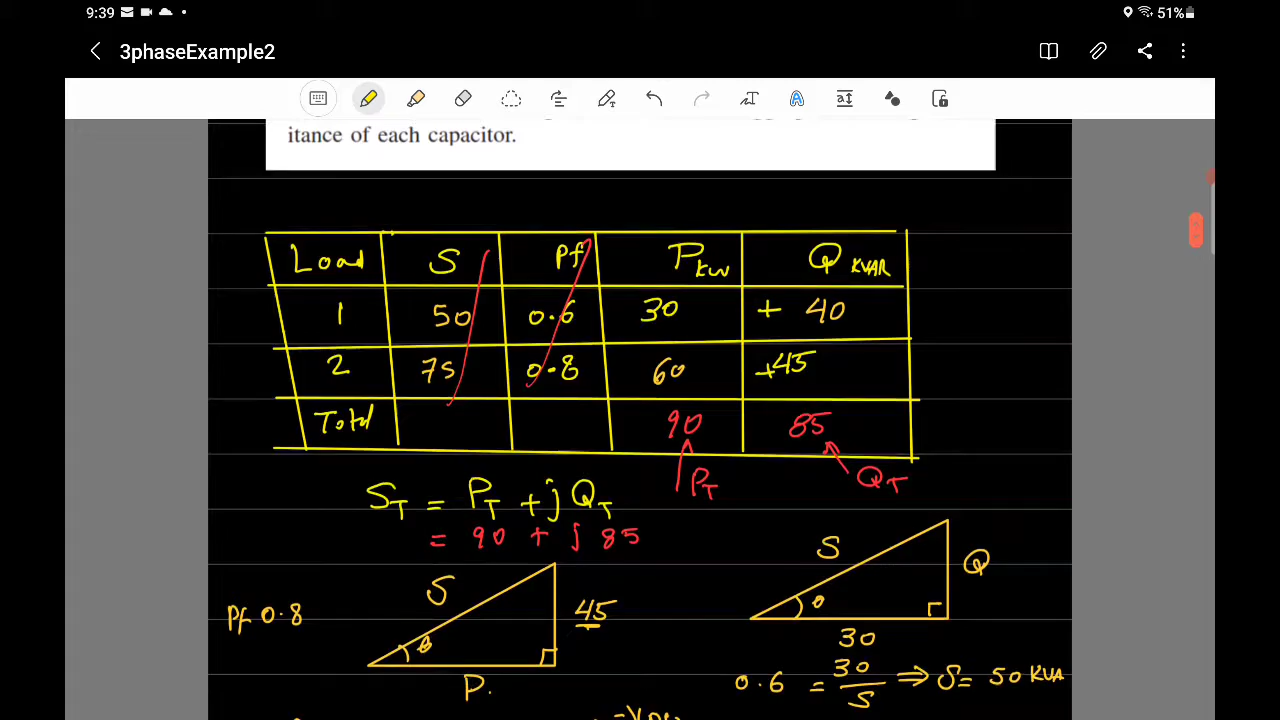 9:39
51%
3phaseExample2
itance of each capacitor.
Load S Pf P kw Q KVAR
1 50 0.6 30 + 40
2 75 0.8 60 +45
Total 90 85
PT QT
ST = PT + jQT
= 90 + j 85
S
Pf 0.8
θ
45
P.
S
Q
θ
30
0.6 = 30/S ⇒ S= 50 KVA